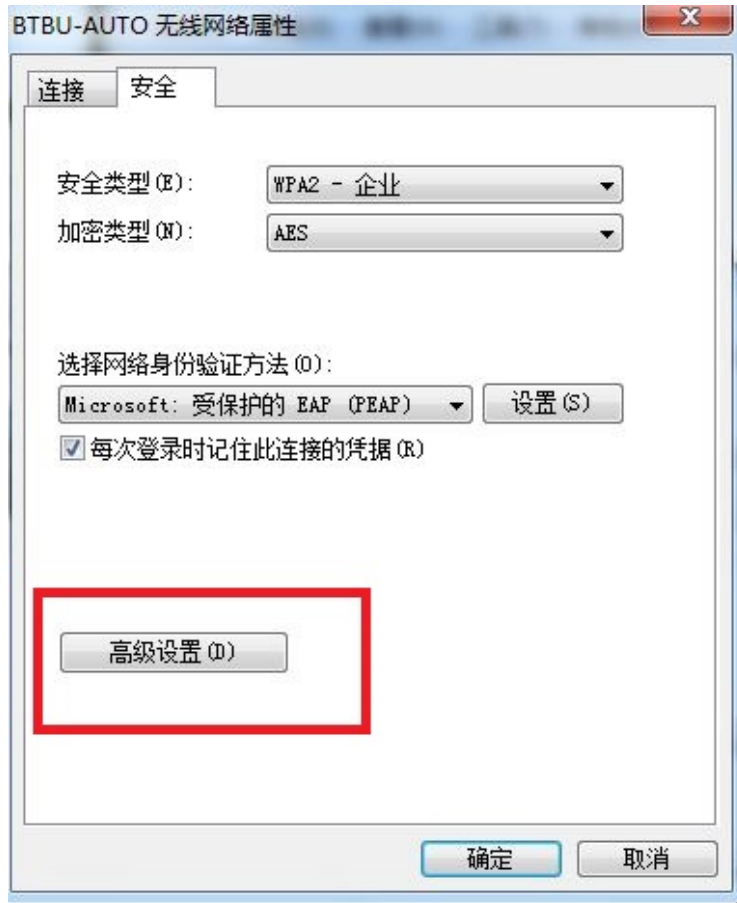 BTBU-AUTO 无线网络属性
连接 安全
安全类型(E): WPA2 - 企业
加密类型(N): AES
选择网络身份验证方法(O):
Microsoft: 受保护的 EAP (PEAP) 设置(S)
每次登录时记住此连接的凭据(R)
高级设置(D)
确定 取消